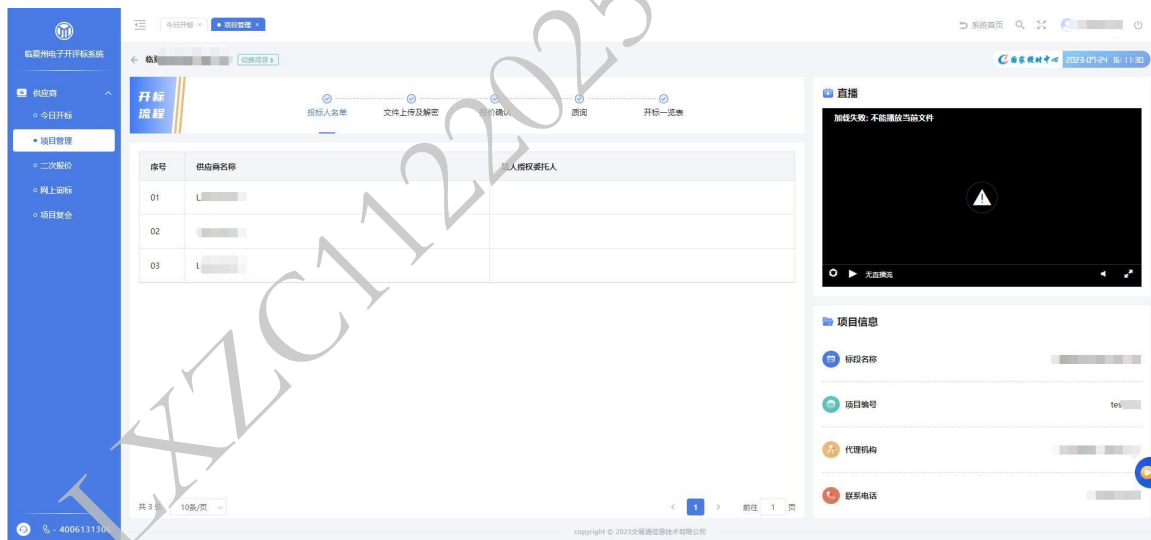 今日开标 ×
项目管理 ×
系统首页
临夏州电子开评标系统
切换项目
国家授时中心 2023-07-24 16:11:30
供应商
今日开标
项目管理
二次报价
网上询标
项目复会
开标
流程
投标人名单
文件上传及解密
质询
开标一览表
序号
供应商名称
01
02
03
共 3
10条/页
1
前往 1 页
直播
加载失败: 不能播放当前文件
无直播流
项目信息
标段名称
项目编号
tes
代理机构
联系电话
copyright © 2023交易通信息技术有限公司
LXZC1122025